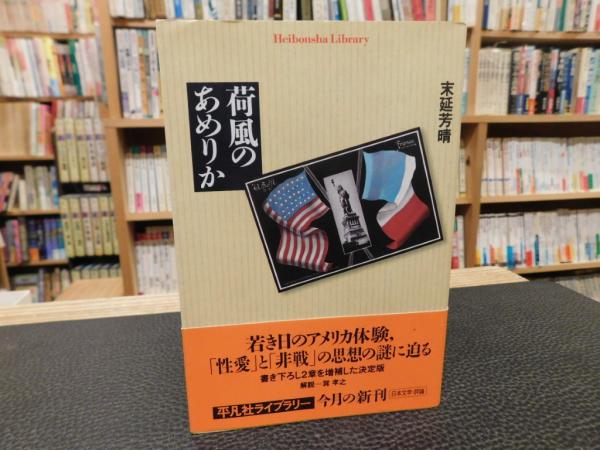 Heibonsha Library
荷風の
あめりか
末延芳晴
France
若き日のアメリカ体験,
「性愛」と「非戦」の思想の謎に迫る
書き下ろし2章を増補した決定版
解説—巽 孝之
平凡社ライブラリー 今月の新刊 日本文学・評論